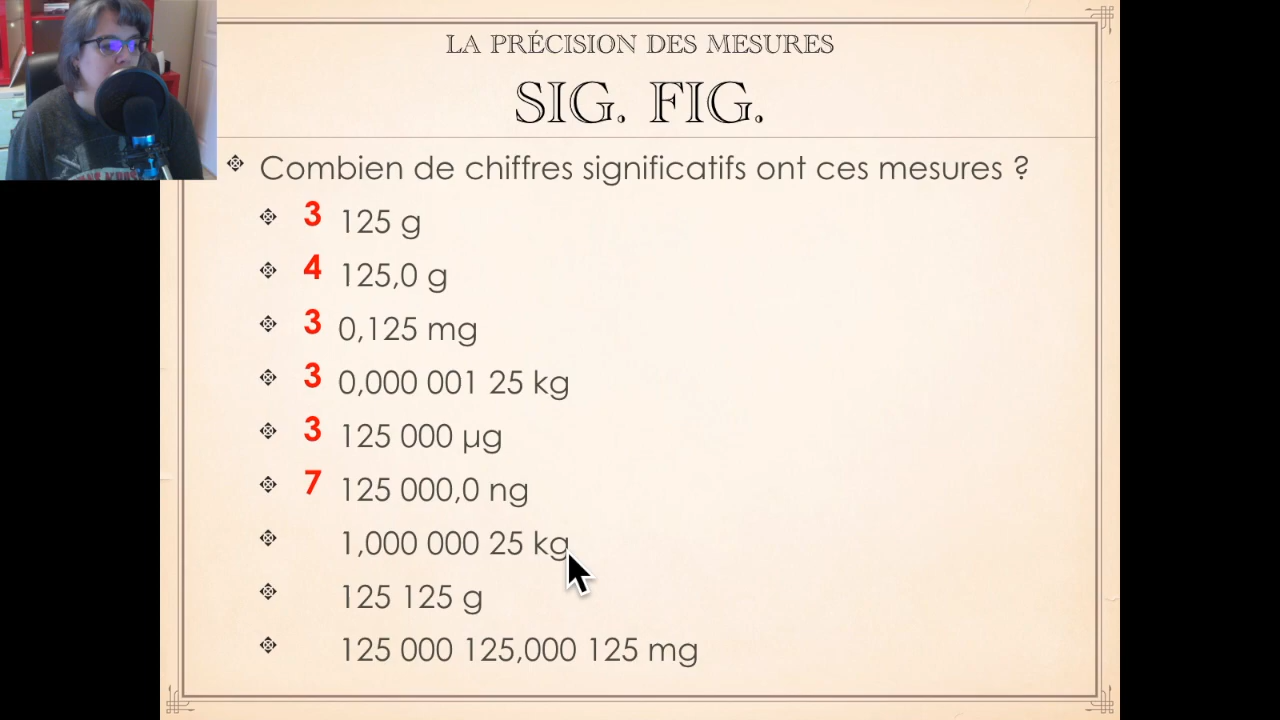 LA PRÉCISION DES MESURES
SIG. FIG.
Combien de chiffres significatifs ont ces mesures ?
3 125 g
4 125,0 g
3 0,125 mg
3 0,000 001 25 kg
3 125 000 µg
7 125 000,0 ng
1,000 000 25 kg
125 125 g
125 000 125,000 125 mg